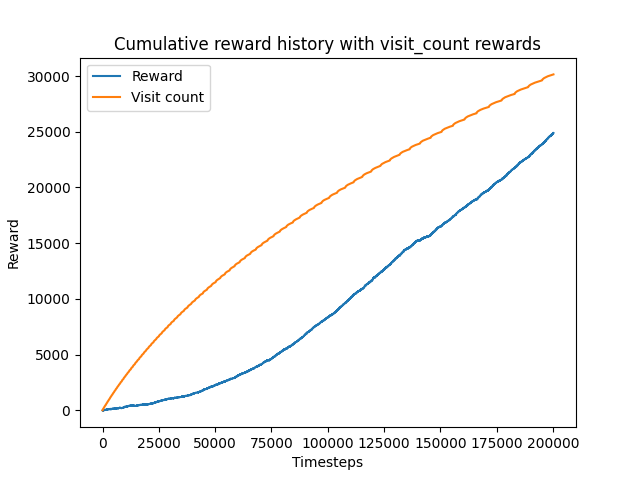 Cumulative reward history with visit_count rewards
Reward
Visit count
30000
25000
20000
15000
10000
5000
0
Reward
0 25000 50000 75000 100000 125000 150000 175000 200000
Timesteps